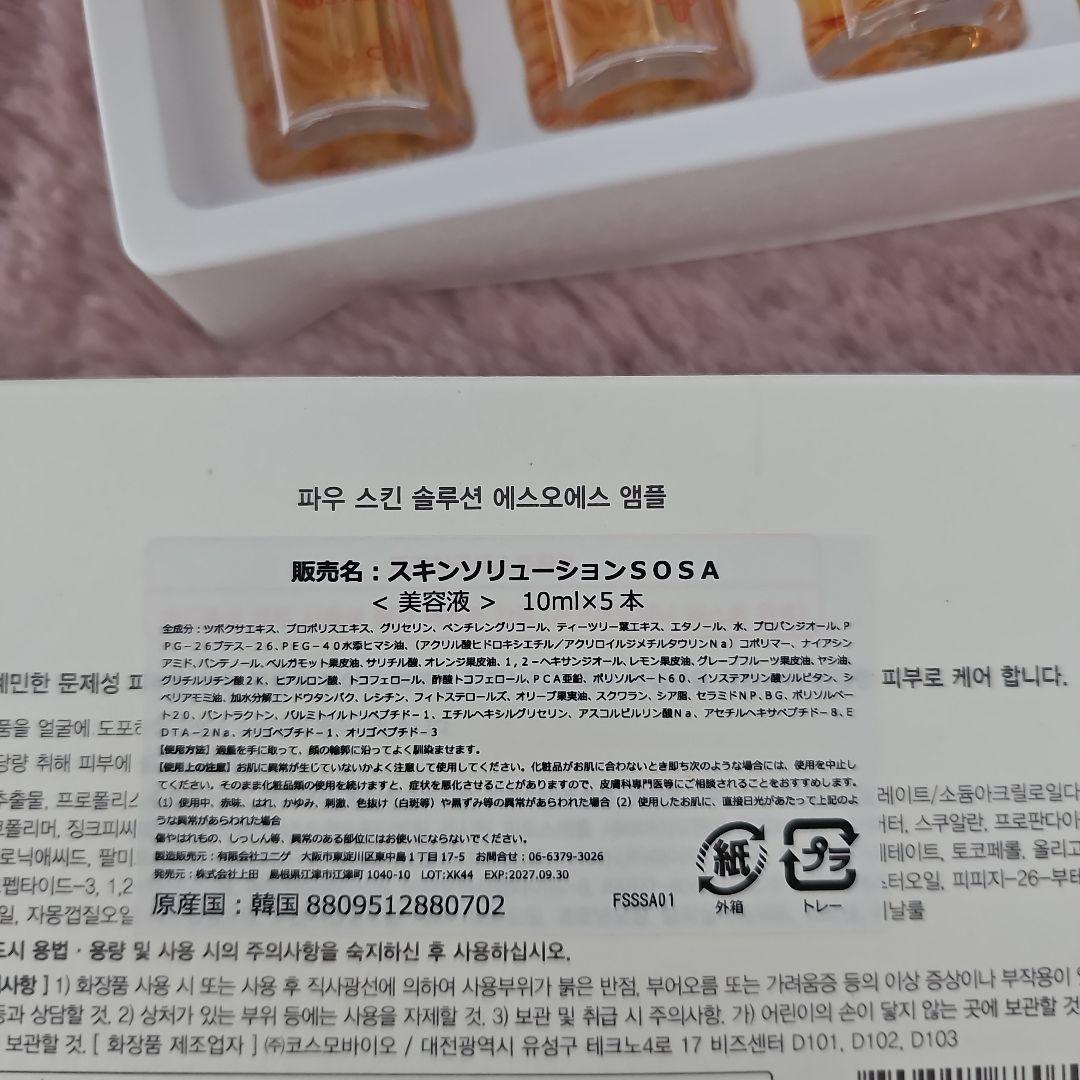 파우 스킨 솔루션 에스오에스 앰플
販売名：スキンソリューションＳＯＳＡ
＜美容液＞　10ml×5本
全成分：ツボクサエキス、プロポリスエキス、グリセリン、ペンチレングリコール、ティーツリー葉エキス、エタノール、水、プロパンジオール、P
PG-26ブテス-26、PEG-40水添ヒマシ油、（アクリル酸ヒドロキシエチル/アクリロイルジメチルタウリンNa）コポリマー、ナイアシン
アミド、パンテノール、ベルガモット果皮油、サリチル酸、オレンジ果皮油、1,2-ヘキサンジオール、レモン果皮油、グレープフルーツ果皮油、ヤシ油、
グリチルリチン酸2K、ヒアルロン酸、トコフェロール、酢酸トコフェロール、PCA亜鉛、ポリソルベート60、イソステアリン酸ソルビタン、シ
ベリアモミ油、加水分解エンドウタンパク、レシチン、フィトステロールズ、オリーブ果実油、スクワラン、シア脂、セラミドNP、BG、ポリソルベ
ート20、パントラクトン、パルミトイルトリペプチド-1、エチルヘキシルグリセリン、アスコルビルリン酸Na、アセチルヘキサペプチド-8、E
DTA-2Na、オリゴペプチド-1、オリゴペプチド-3
【使用方法】適量を手に取って、顔の輪郭に沿ってよく馴染ませます。
【使用上の注意】お肌に異常が生じていないかよく注意して使用してください。化粧品がお肌に合わないとき即ち次のような場合には、使用を中止し
てください。そのまま化粧品類の使用を続けますと、症状を悪化させることがありますので、皮膚科専門医等にご相談されることをおすすめします。
（1）使用中、赤味、はれ、かゆみ、刺激、色抜け（白斑等）や黒ずみ等の異常があらわれた場合（2）使用したお肌に、直接日光があたって上記のよ
うな異常があらわれた場合
傷やはれもの、しっしん等、異常のある部位にはお使いにならないでください。
製造販売元：有限会社ユニゲ　大阪市東淀川区東中島1丁目17-5　お問合せ：06-6379-3026
発売元：株式会社上田　島根県江津市江津町1040-10　LOT:XK44　EXP:2027.09.30
原産国：韓国 8809512880702
FSSSA01
紙
外箱
プラ
トレー
예민한 문제성 피
피부로 케어 합니다.
품을 얼굴에 도포하
당량 취해 피부에
추출물, 프로폴리스
레이트/소듐아크릴로일다
코폴리머, 징크피씨
터, 스쿠알란, 프로판다이
로닉애씨드, 팔미
테이트, 토코페롤, 올리고
펩타이드-3, 1,2
터오일, 피피지-26-부터
일, 자몽껍질오일
날룰
드시 용법·용량 및 사용 시의 주의사항을 숙지하신 후 사용하십시오.
사항 ] 1) 화장품 사용 시 또는 사용 후 직사광선에 의하여 사용부위가 붉은 반점, 부어오름 또는 가려움증 등의 이상 증상이나 부작용이 있
등과 상담할 것. 2) 상처가 있는 부위 등에는 사용을 자제할 것. 3) 보관 및 취급 시 주의사항. 가) 어린이의 손이 닿지 않는 곳에 보관할 것
보관할 것. [ 화장품 제조업자 ] ㈜코스모바이오 / 대전광역시 유성구 테크노4로 17 비즈센터 D101, D102, D103